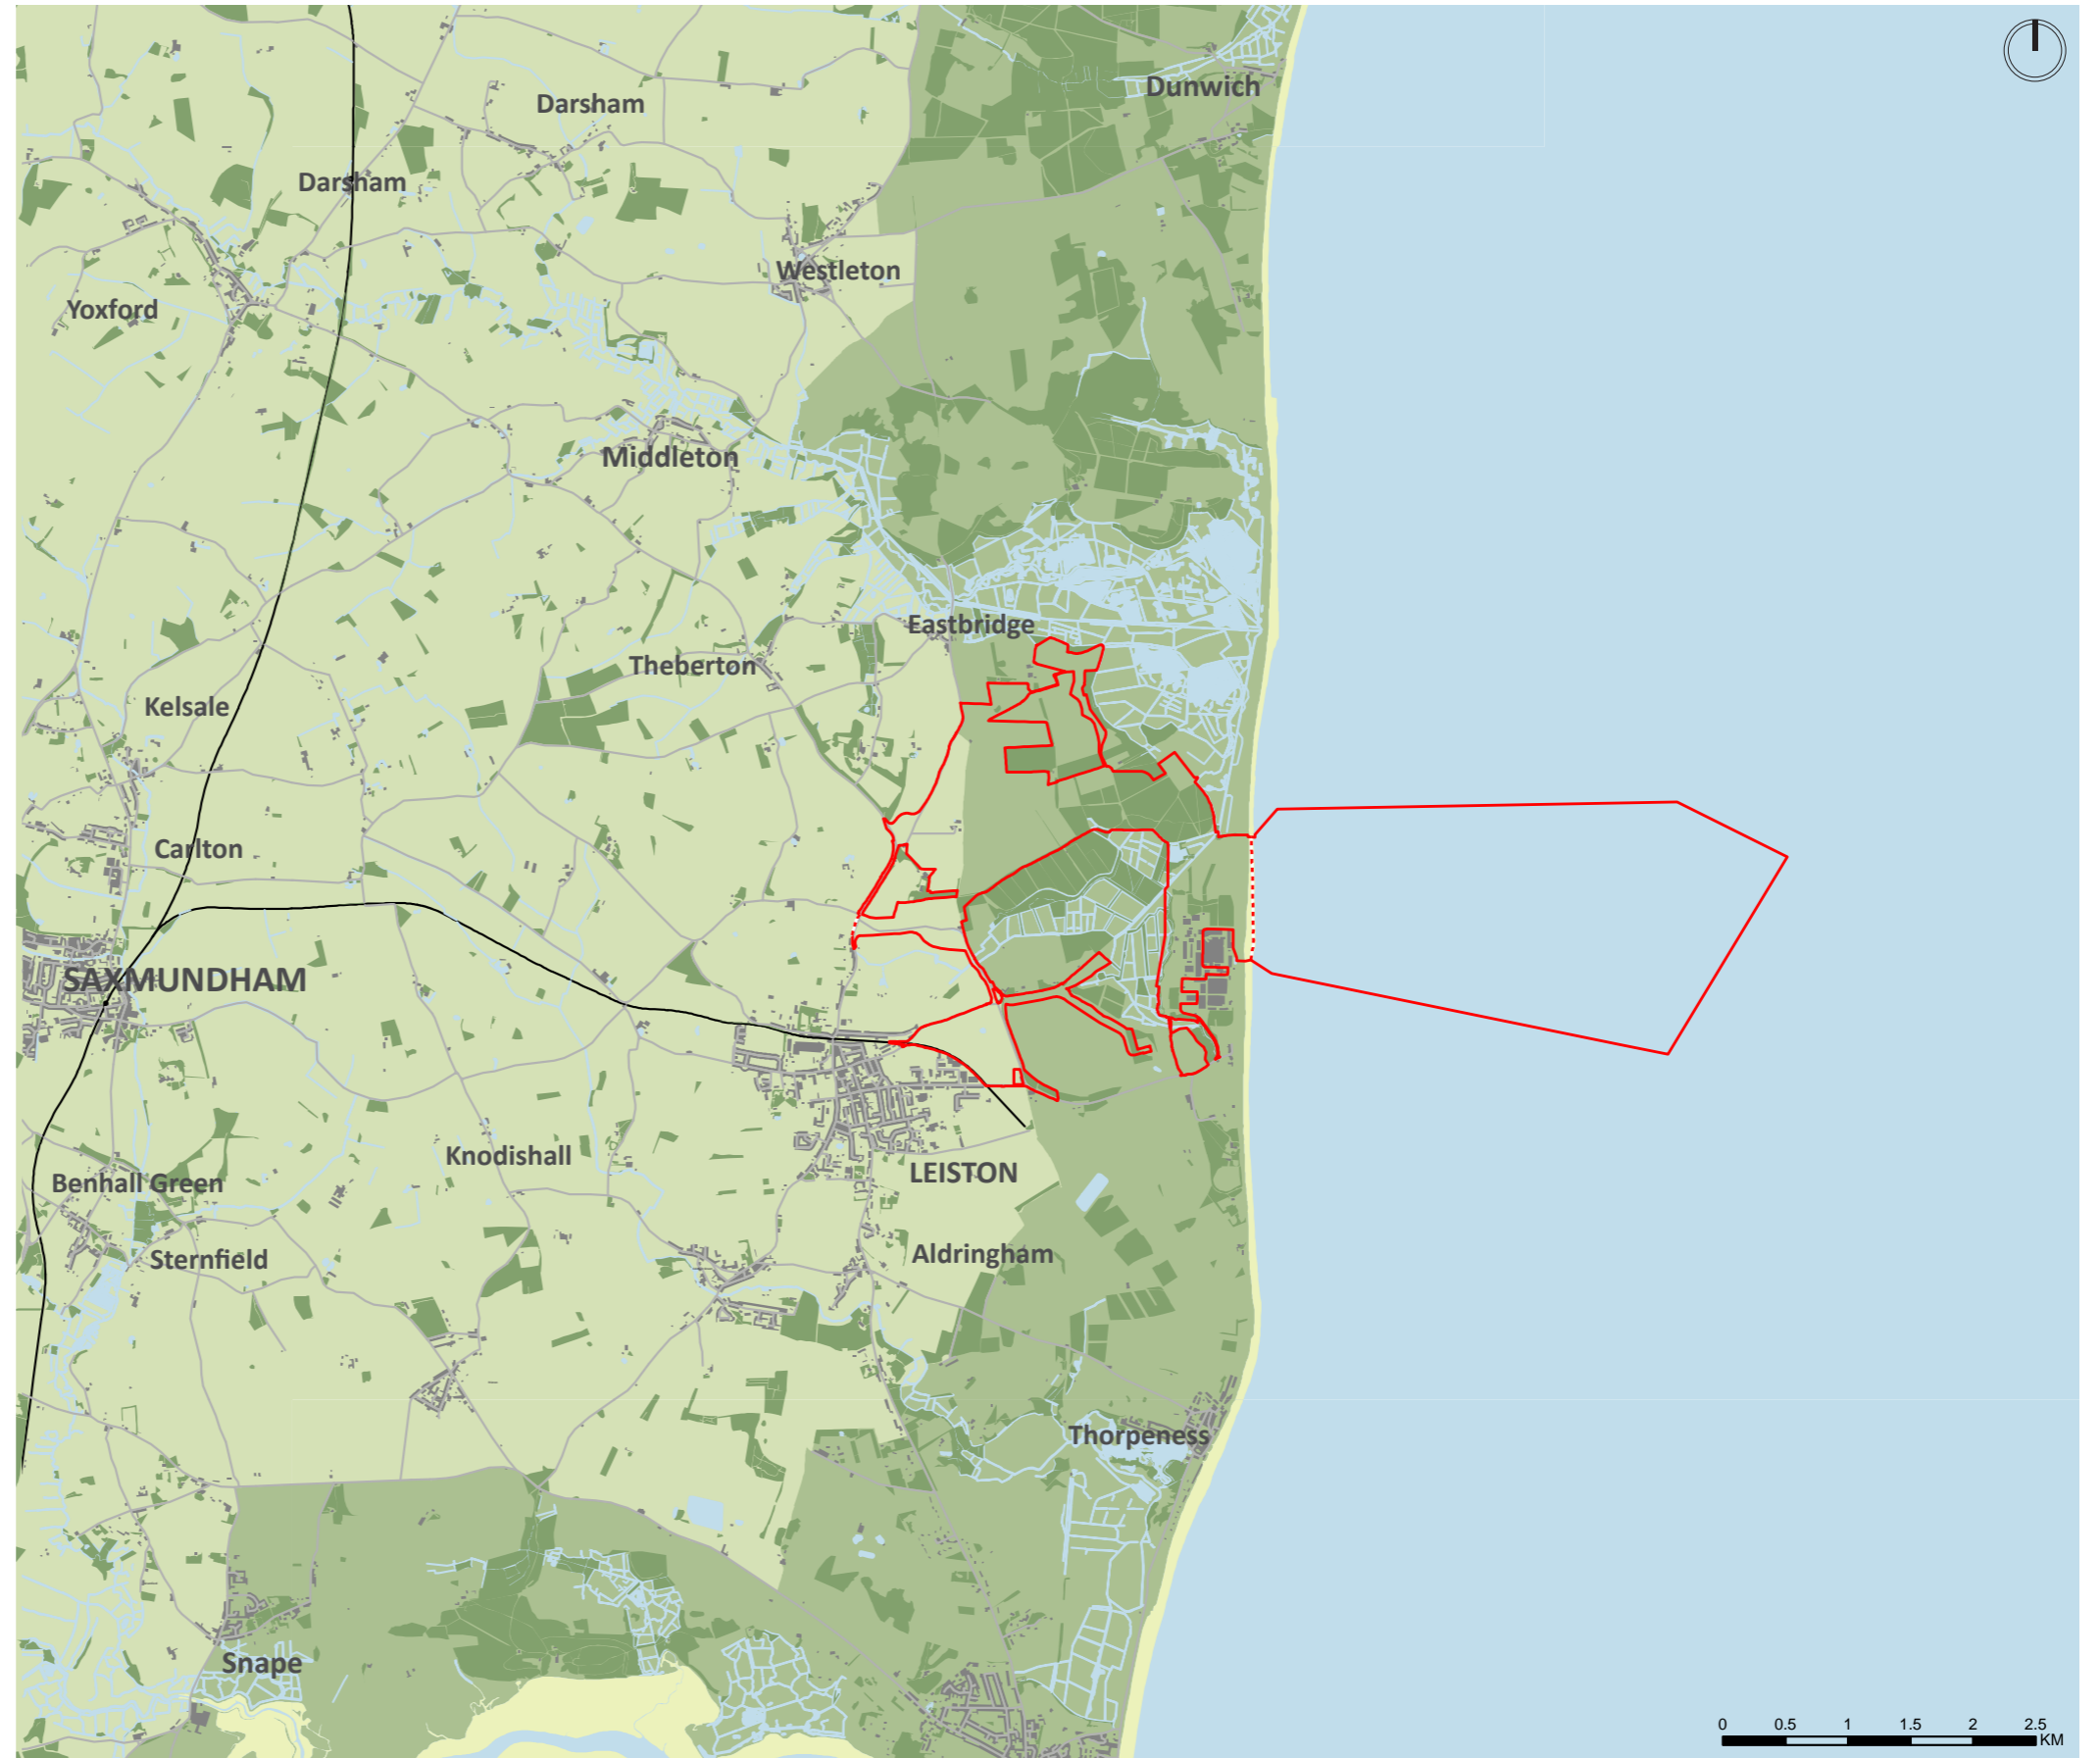 Dunwich
Darsham
Darsham
Westleton
Yoxford
Middleton
Eastbridge
Theberton
Kelsale
Carlton
SAXMUNDHAM
Knodishall
LEISTON
Benhall Green
Sternfield
Aldringham
Thorpeness
Snape
0 0.5 1 1.5 2 2.5
KM